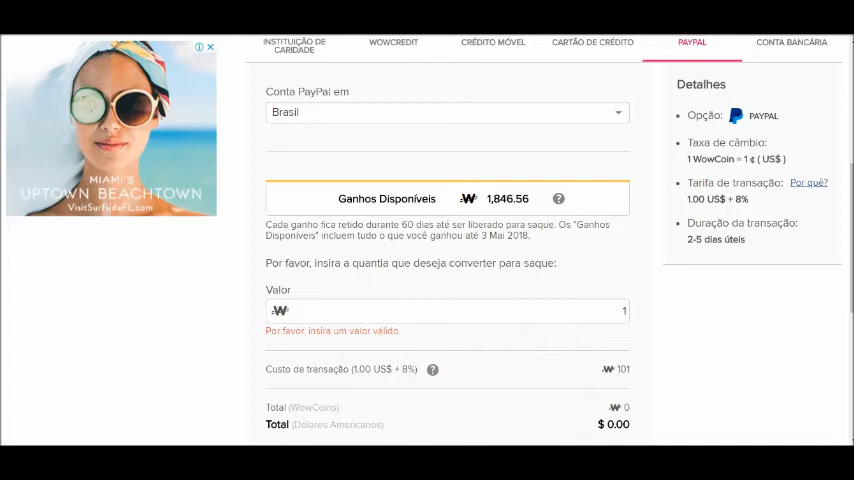 INSTITUIÇÃO DE
CARIDADE
WOWCREDIT
CRÉDITO MÓVEL
CARTÃO DE CRÉDITO
PAYPAL
CONTA BANCÁRIA
MIAMI'S
UPTOWN BEACHTOWN
VisitSurfsideFL.com
Conta PayPal em
Brasil
Ganhos Disponíveis W 1,846.56 ?
Cada ganho fica retido durante 60 dias até ser liberado para saque. Os "Ganhos
Disponíveis" incluem tudo o que você ganhou até 3 Mai 2018.
Por favor, insira a quantia que deseja converter para saque:
Valor
W 1
Por favor, insira um valor válido.
Custo da transação (1.00 US$ + 8%) ? W 101
Total (WowCoins) W 0
Total (Dólares Americanos) $ 0.00
Detalhes
Opção: PAYPAL
Taxa de câmbio:
1 WowCoin = 1 ¢ ( US$ )
Tarifa de transação: Por quê?
1.00 US$ + 8%
Duração da transação:
2-5 dias úteis